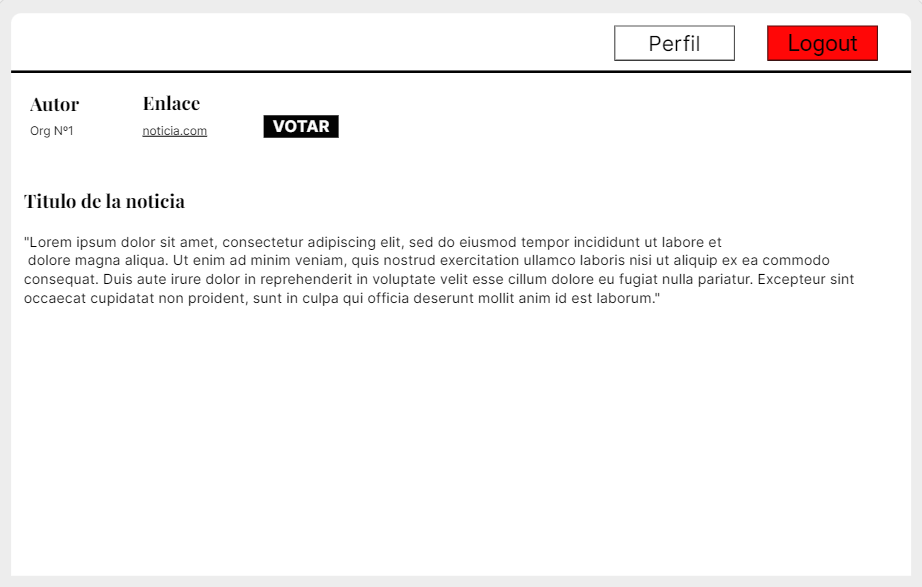 Perfil
Logout
Autor
Enlace
Org Nº1
noticia.com
VOTAR
Titulo de la noticia
"Lorem ipsum dolor sit amet, consectetur adipiscing elit, sed do eiusmod tempor incididunt ut labore et
dolore magna aliqua. Ut enim ad minim veniam, quis nostrud exercitation ullamco laboris nisi ut aliquip ex ea commodo
consequat. Duis aute irure dolor in reprehenderit in voluptate velit esse cillum dolore eu fugiat nulla pariatur. Excepteur sint
occaecat cupidatat non proident, sunt in culpa qui officia deserunt mollit anim id est laborum."